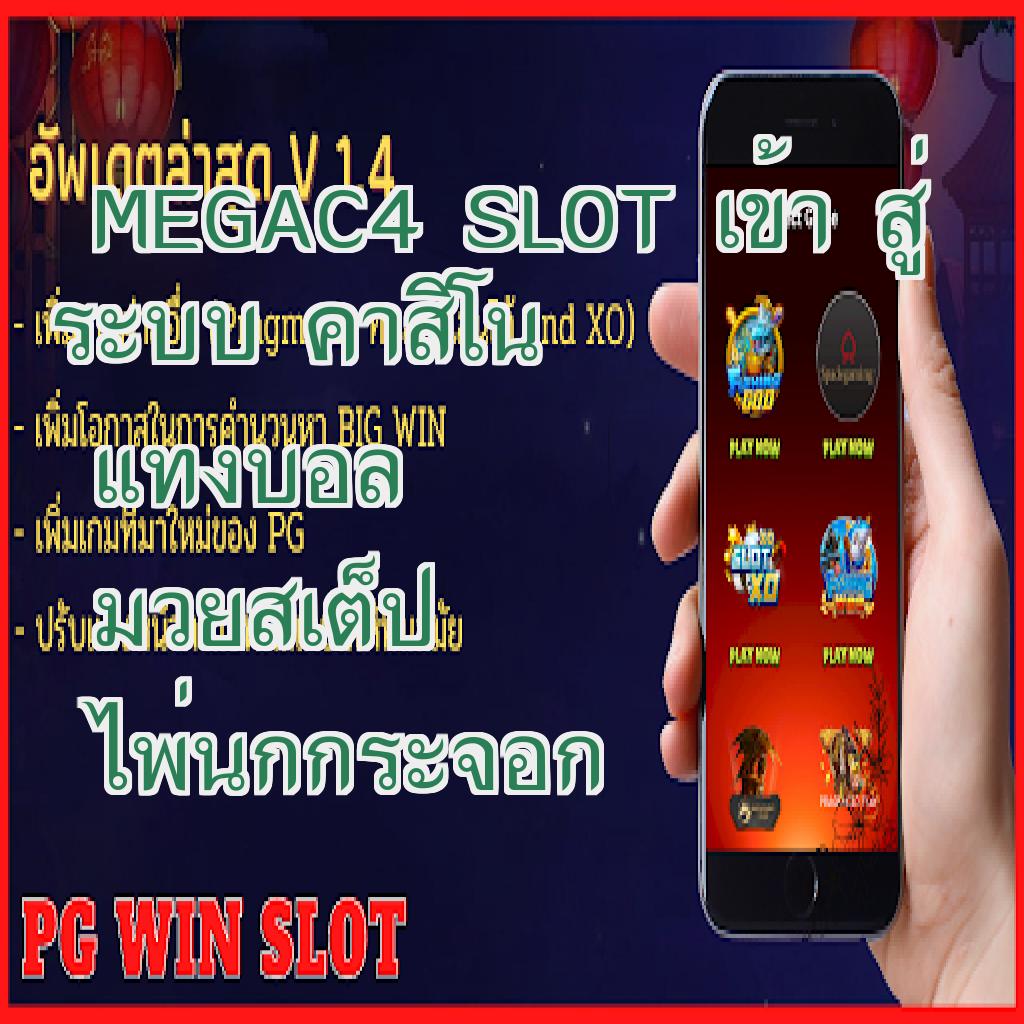 อัพเดตล่าสุด V 1.4
MEGAC4 SLOT เข้า สู่
ระบบ คาสิโน
nd XO)
- เพิ่มโอกาสในการคำนวนหา BIG WIN
แทงบอล
- เพิ่มเกมที่มาใหม่ของ PG
มวยสเต็ป
ไพ่นกกระจอก
PG WIN SLOT
Spadegaming
PLAY NOW PLAY NOW
SLOT XO
PLAY NOW PLAY NOW